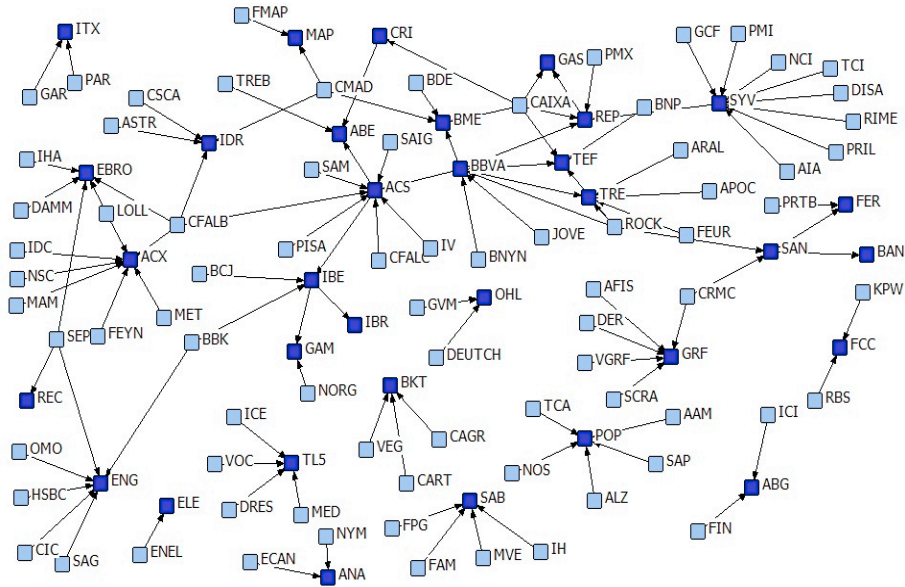 FMAP
ITX
MAP
CRI
GCF
PMI
GAS
PMX
NCI
PAR
TCI
GAR
CSCA
TREB
CMAD
BDE
CAIXA
BNP
SYV
DISA
ASTR
IDR
ABE
SAIG
BME
REP
RIME
IHA
EBRO
SAM
BBVA
TEF
ARAL
PRIL
AIA
ACS
TRE
APOC
DAMM
LOLL
CFALB
PRTB
FER
IDC
PISA
IV
JOVE
ROCK
FEUR
ACX
CFALC
BNYN
SAN
BAN
NSC
BCJ
IBE
AFIS
KPW
MAM
OHL
CRMC
MET
GVM
DER
SEP
FEYN
BBK
IBR
FCC
GAM
DEUTCH
VGRF
GRF
REC
NORG
BKT
SCRA
RBS
ICE
TCA
AAM
ICI
OMO
VEG
CAGR
POP
VOC
TL5
SAP
ENG
CART
NOS
ABG
HSBC
ELE
DRES
MED
SAB
ALZ
FPG
NYM
FIN
CIC
ENEL
ECAN
MVE
IH
SAG
FAM
ANA